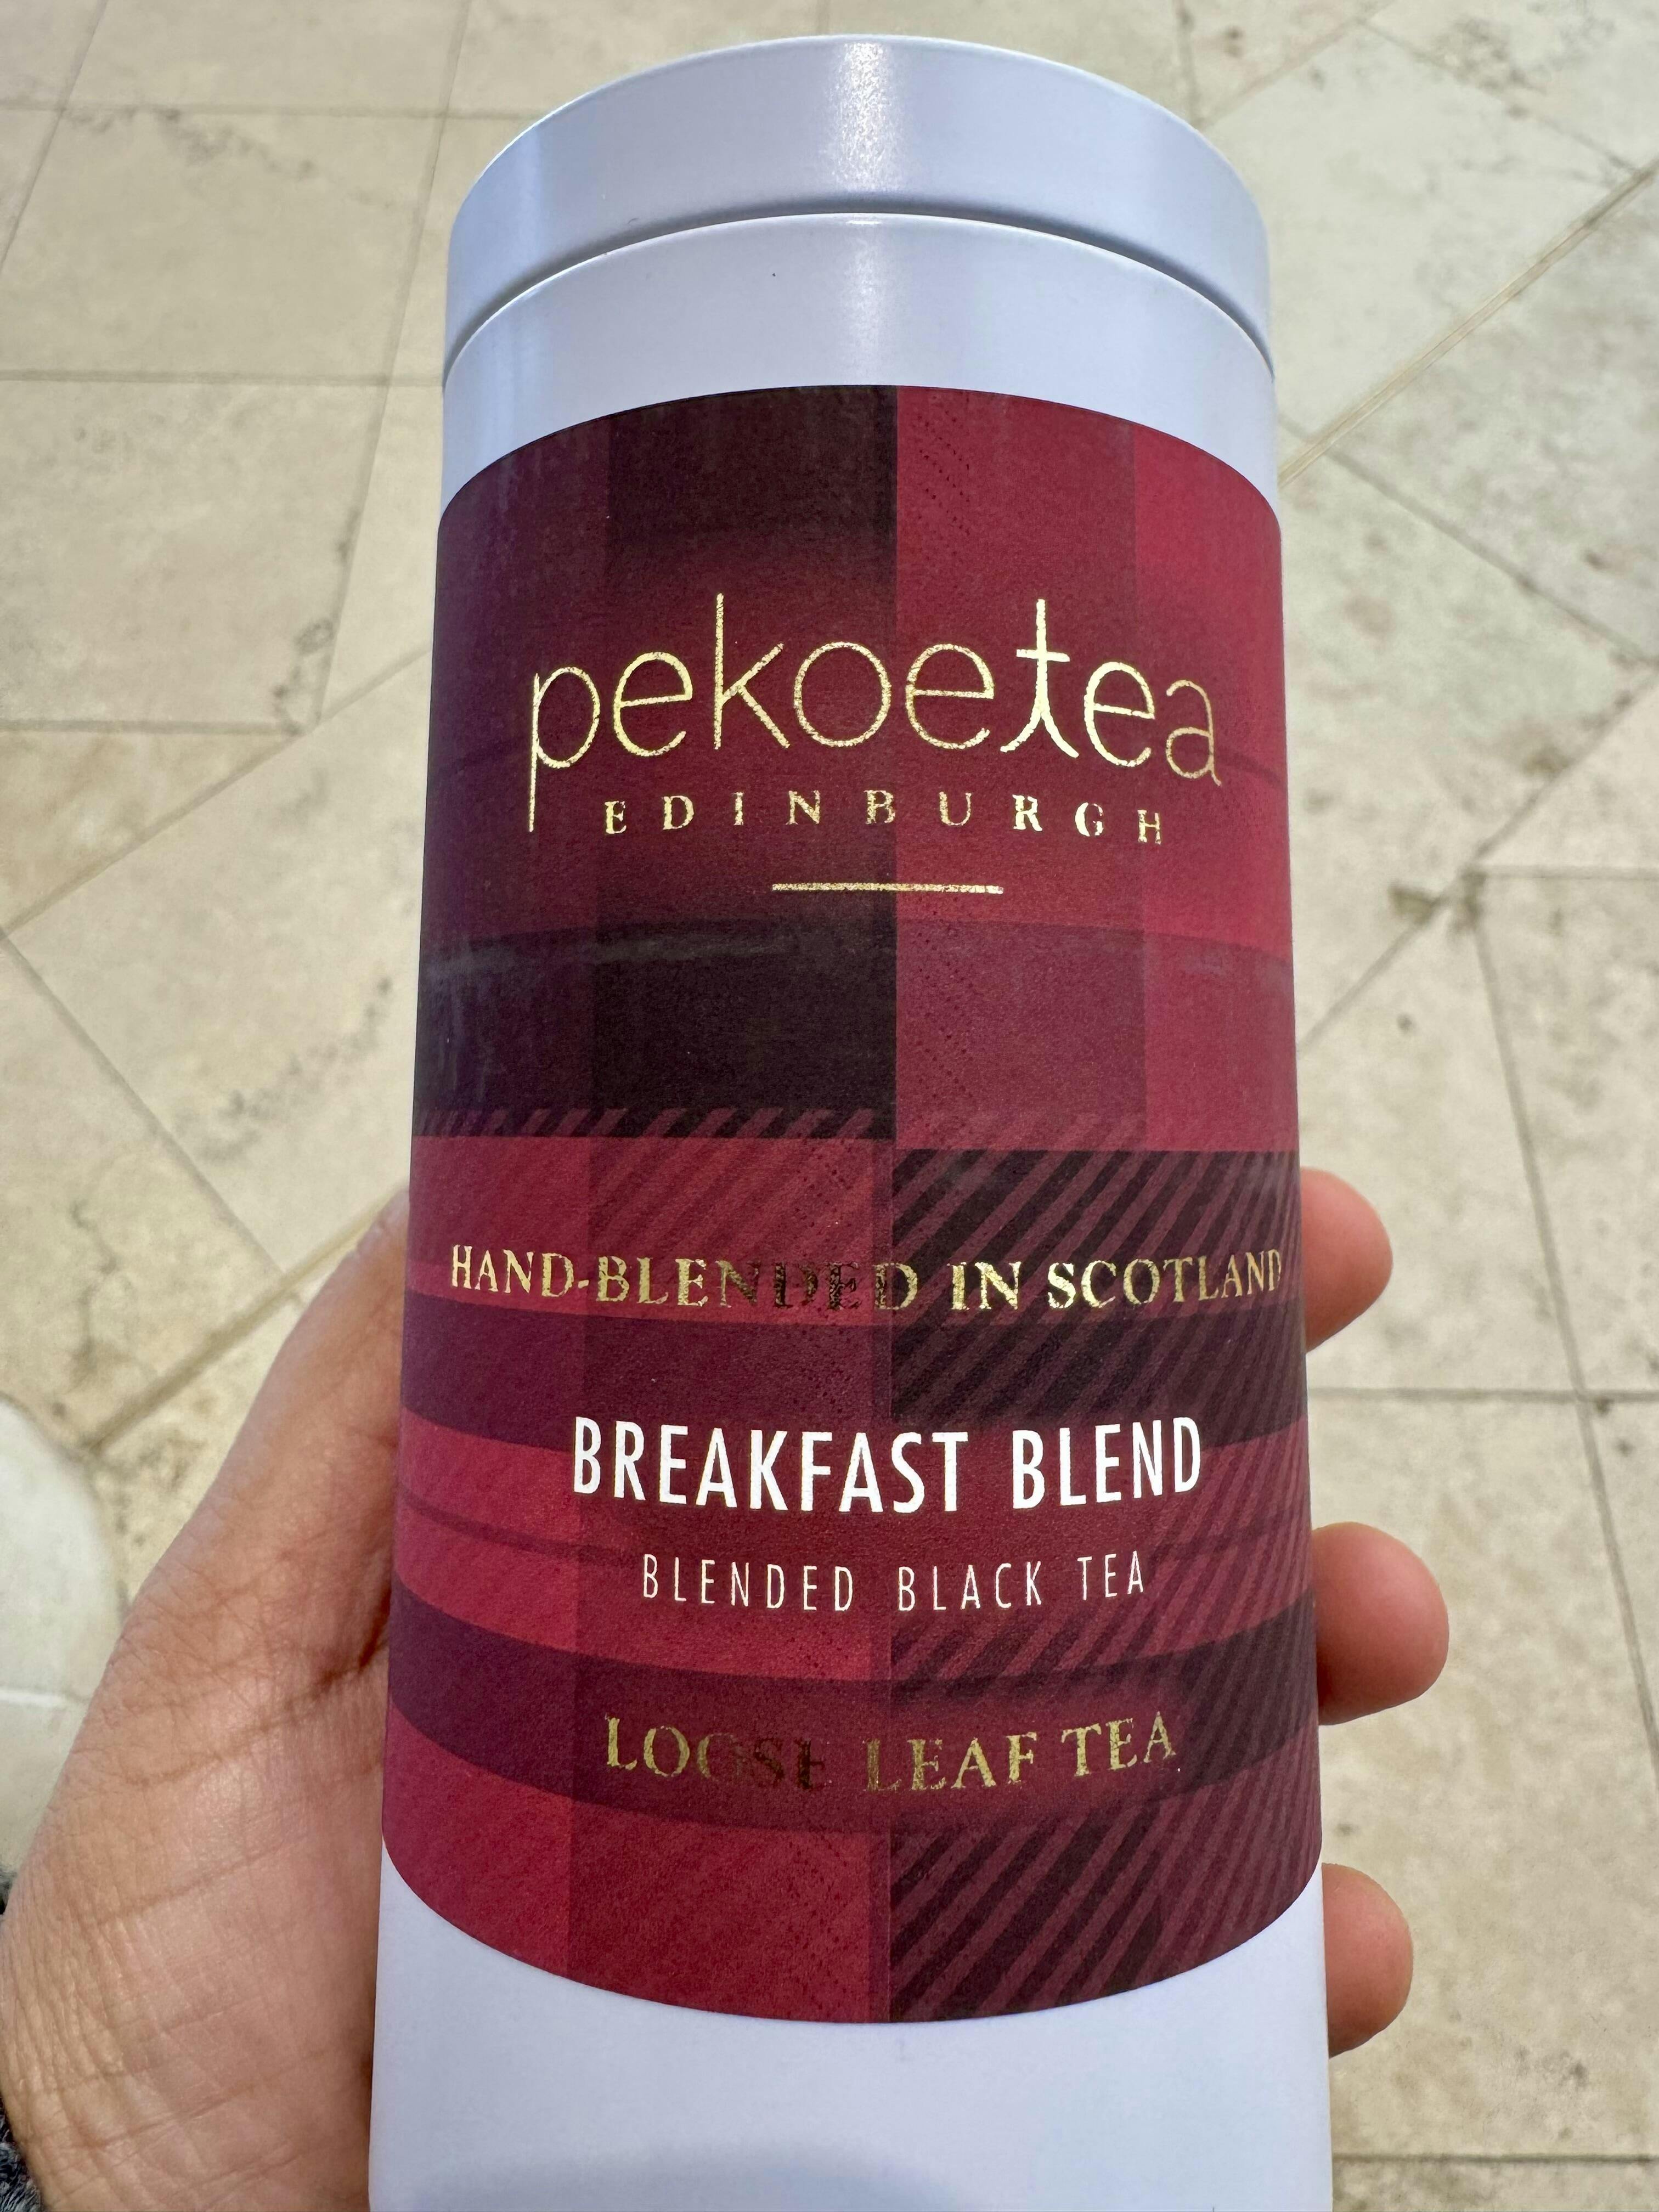 pekoetea
EDINBURGH
HAND-BLENDED IN SCOTLAND
BREAKFAST BLEND
BLENDED BLACK TEA
LOOSE LEAF TEA